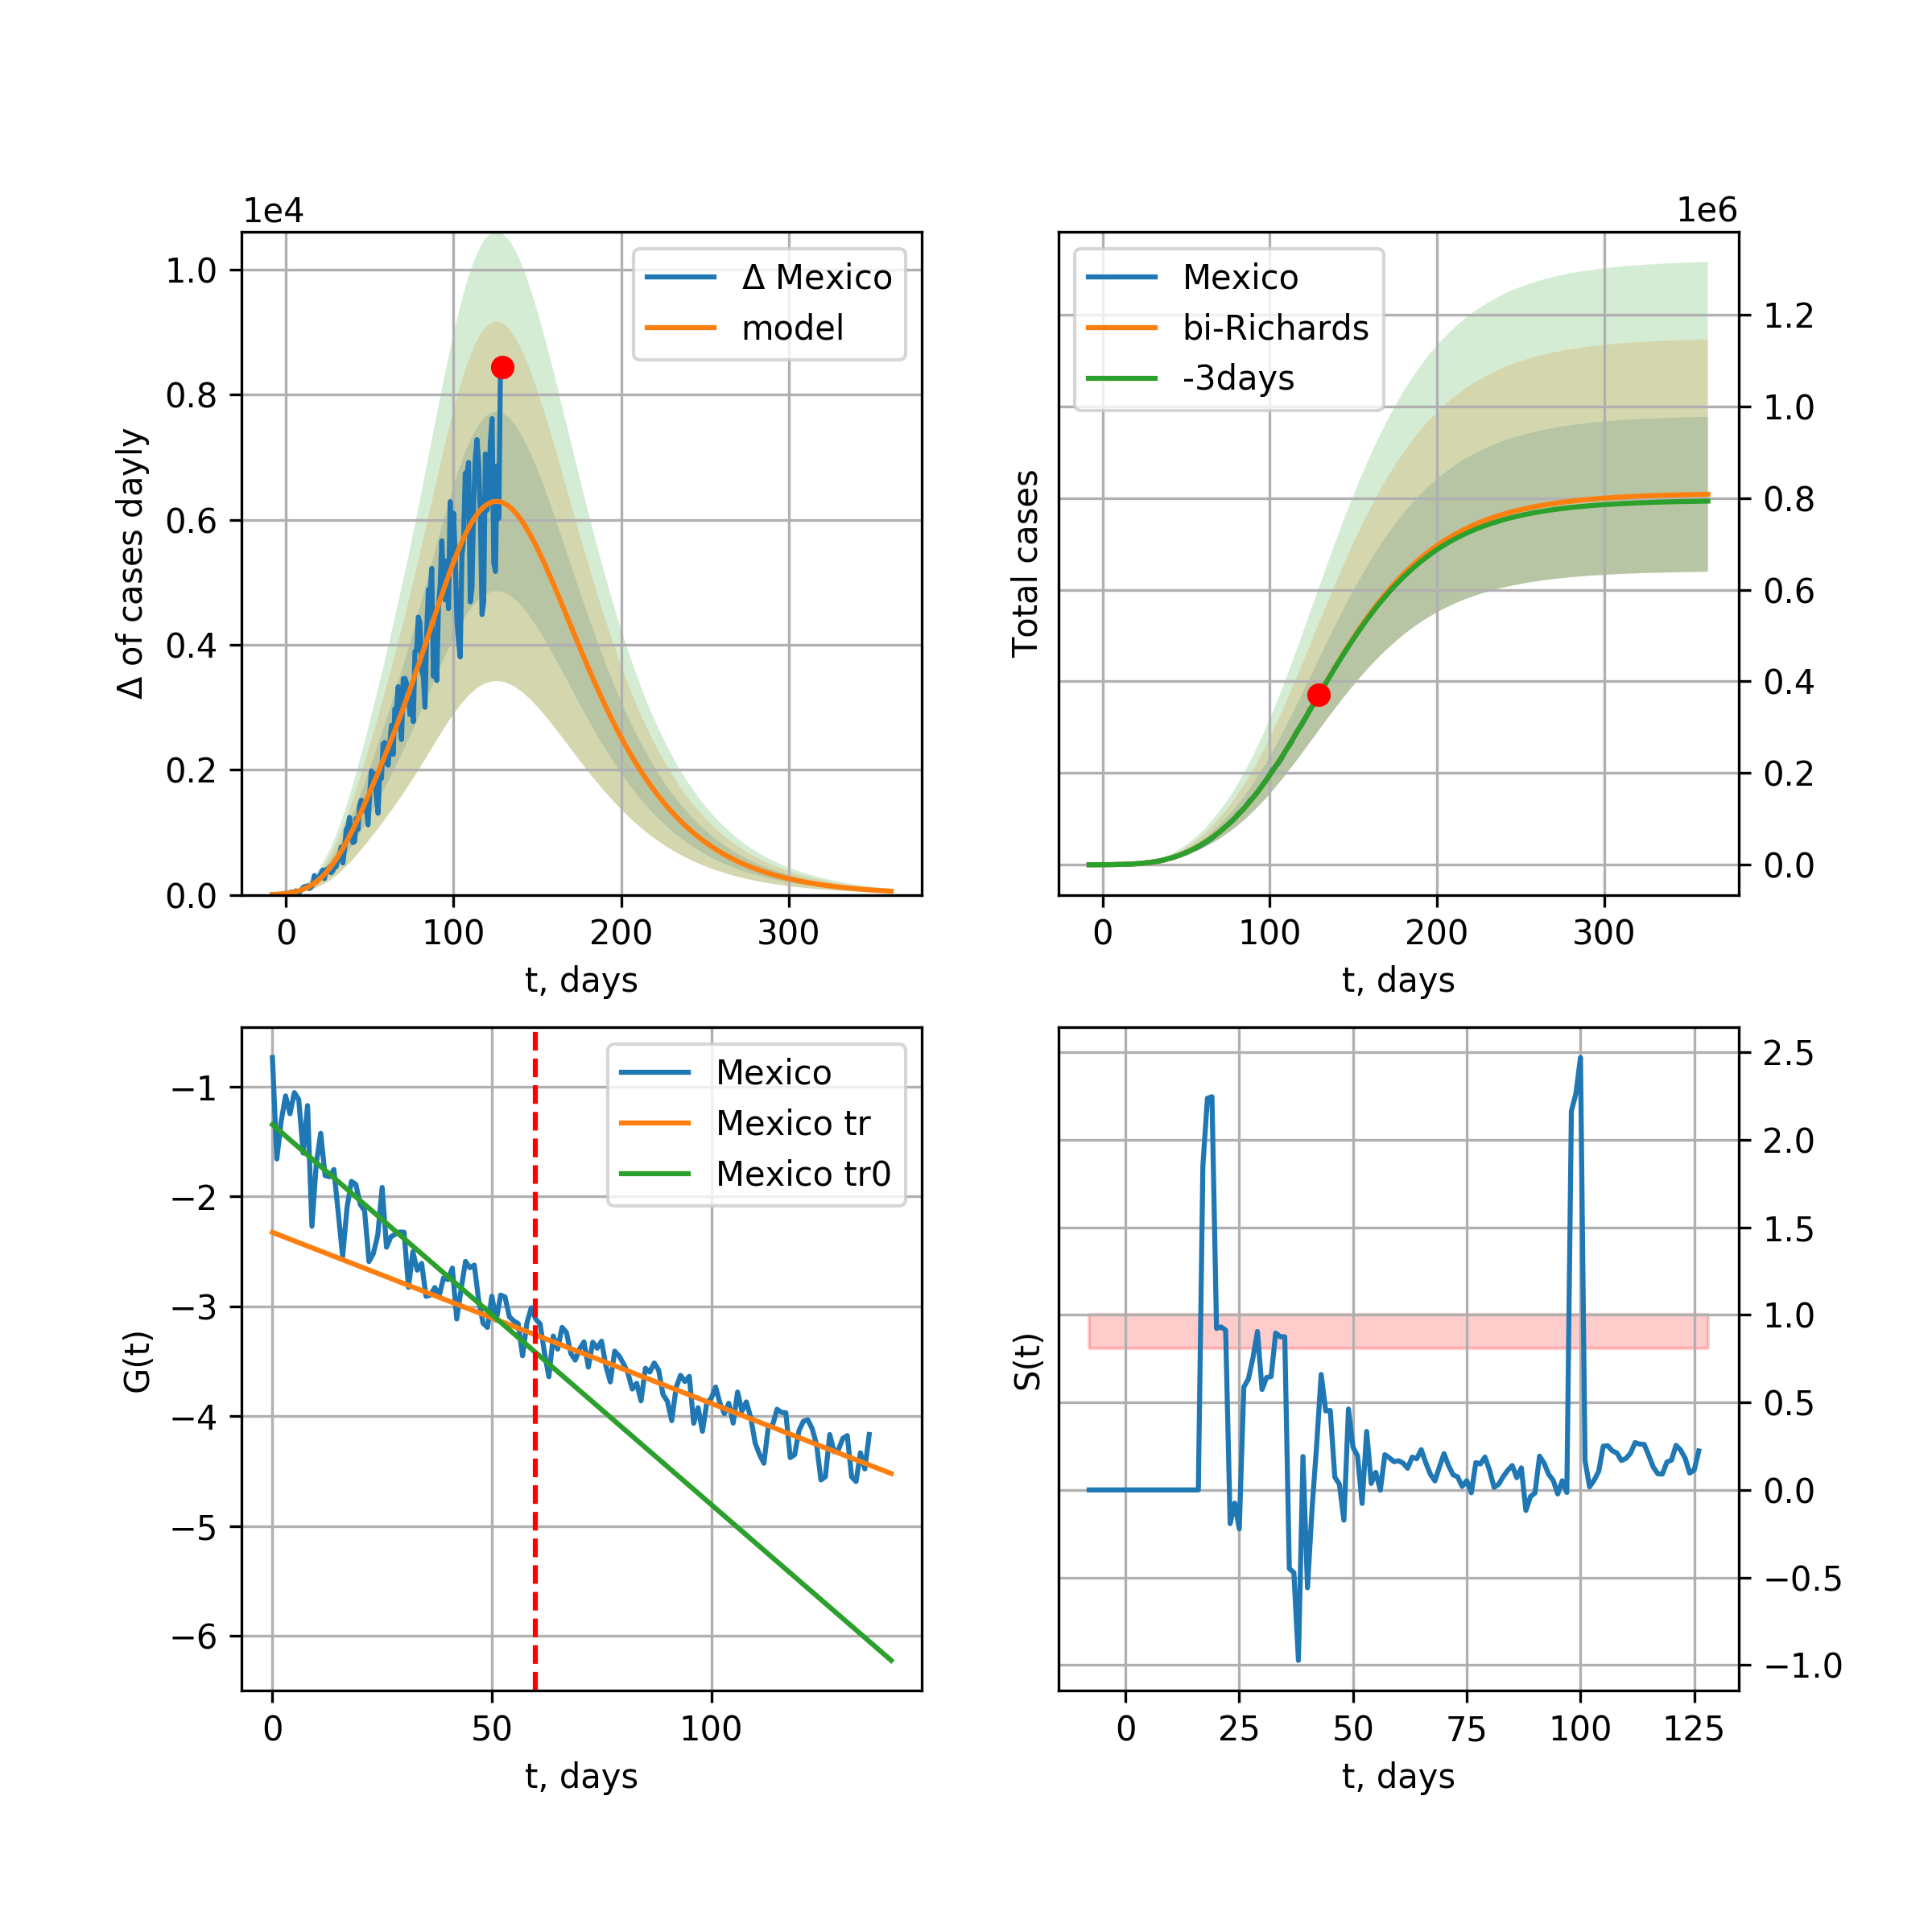 1e4
1.0
0.8
0.6
0.4
0.2
0.0
Δ of cases dayly
Δ Mexico
model
0 100 200 300
t, days
1e6
Mexico
bi-Richards
-3days
1.2
1.0
0.8
0.6
0.4
0.2
0.0
Total cases
0 100 200 300
t, days
−1
−2
−3
−4
−5
−6
G(t)
Mexico
Mexico tr
Mexico tr0
0 50 100
t, days
2.5
2.0
1.5
1.0
0.5
0.0
−0.5
−1.0
S(t)
0 25 50 75 100 125
t, days